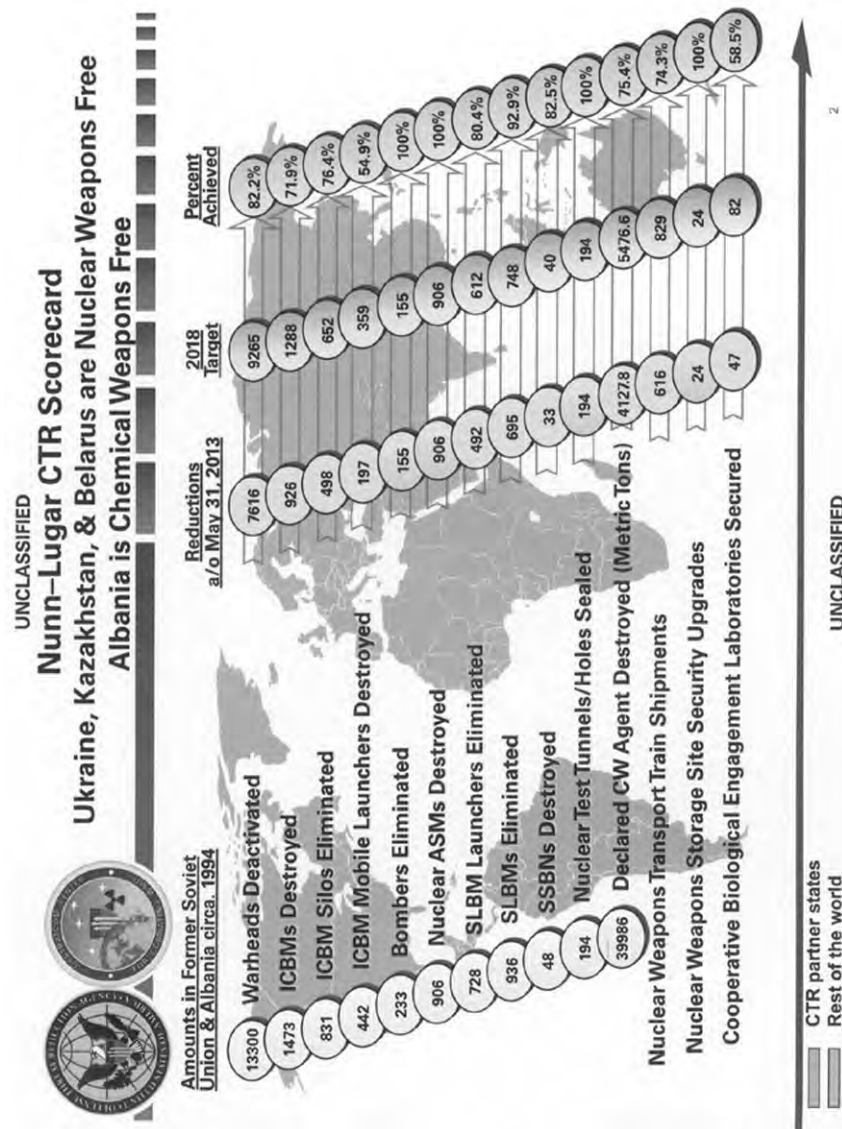 UNCLASSIFIED
Nunn–Lugar CTR Scorecard
Ukraine, Kazakhstan, & Belarus are Nuclear Weapons Free
Albania is Chemical Weapons Free
Amounts in Former Soviet
Union & Albania circa. 1994
Reductions
a/o May 31, 2013
2018
Target
Percent
Achieved
13300 Warheads Deactivated 7616 9265 82.2%
1473 ICBMs Destroyed 926 1288 71.9%
831 ICBM Silos Eliminated 498 652 76.4%
442 ICBM Mobile Launchers Destroyed 197 359 54.9%
233 Bombers Eliminated 155 155 100%
906 Nuclear ASMs Destroyed 906 906 100%
728 SLBM Launchers Eliminated 492 612 80.4%
936 SLBMs Eliminated 695 748 92.9%
48 SSBNs Destroyed 33 40 82.5%
194 Nuclear Test Tunnels/Holes Sealed 194 194 100%
39986 Declared CW Agent Destroyed (Metric Tons) 4127.8 5476.6 75.4%
Nuclear Weapons Transport Train Shipments 616 829 74.3%
Nuclear Weapons Storage Site Security Upgrades 24 24 100%
Cooperative Biological Engagement Laboratories Secured 47 82 58.5%
CTR partner states
Rest of the world
UNCLASSIFIED
2